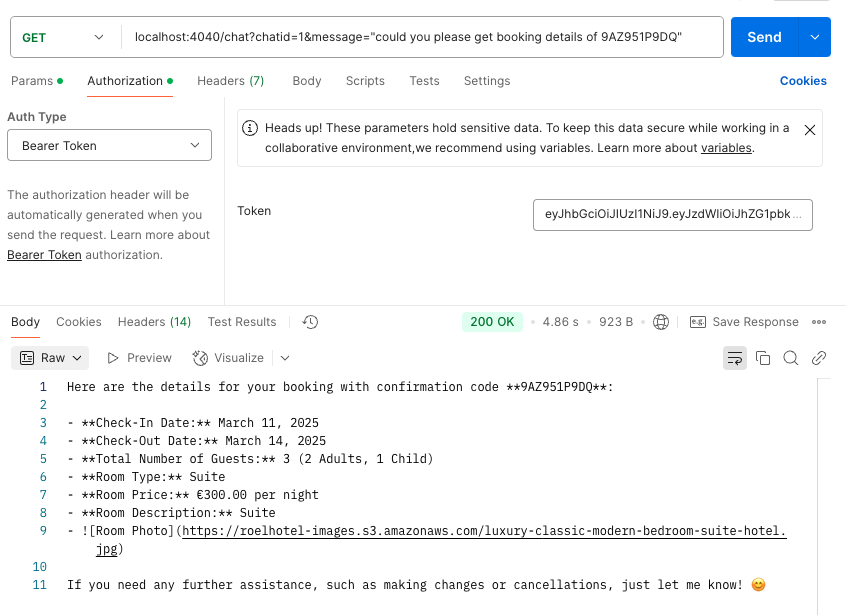 GET
localhost:4040/chat?chatid=1&message="could you please get booking details of 9AZ951P9DQ"
Send
Params
Authorization
Headers (7)
Body
Scripts
Tests
Settings
Cookies
Auth Type
Bearer Token
The authorization header will be
automatically generated when you
send the request. Learn more about
Bearer Token authorization.
Heads up! These parameters hold sensitive data. To keep this data secure while working in a
collaborative environment,we recommend using variables. Learn more about variables.
Token
eyJhbGciOiJIUzI1NiJ9.eyJzdWIiOiJhZG1pbk...
Body
Cookies
Headers (14)
Test Results
200 OK
4.86 s
923 B
e.g.
Save Response
Raw
Preview
Visualize
1 Here are the details for your booking with confirmation code **9AZ951P9DQ**:
2
3 - **Check-In Date:** March 11, 2025
4 - **Check-Out Date:** March 14, 2025
5 - **Total Number of Guests:** 3 (2 Adults, 1 Child)
6 - **Room Type:** Suite
7 - **Room Price:** €300.00 per night
8 - **Room Description:** Suite
9 - ![Room Photo](https://roelhotel-images.s3.amazonaws.com/luxury-classic-modern-bedroom-suite-hotel.
jpg)
10
11 If you need any further assistance, such as making changes or cancellations, just let me know! 😊